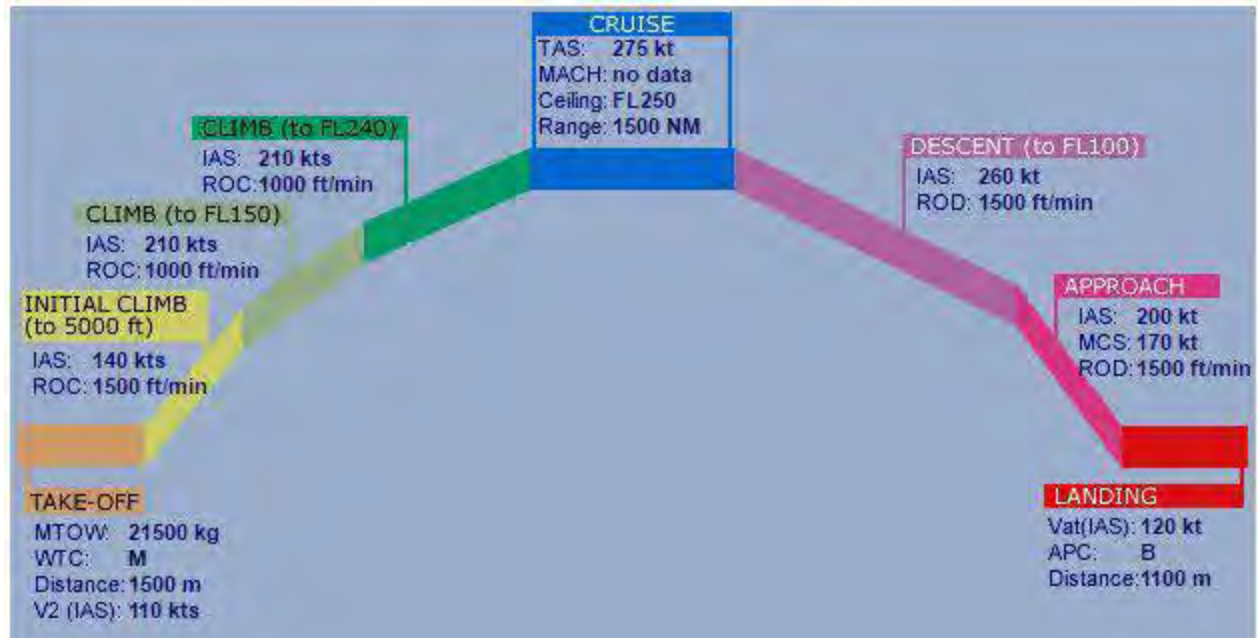 CRUISE
TAS: 275 kt
MACH: no data
Ceiling: FL250
Range: 1500 NM
CLIMB (to FL240)
IAS: 210 kts
ROC: 1000 ft/min
CLIMB (to FL150)
IAS: 210 kts
ROC: 1000 ft/min
INITIAL CLIMB
(to 5000 ft)
IAS: 140 kts
ROC: 1500 ft/min
TAKE-OFF
MTOW: 21500 kg
WTC: M
Distance: 1500 m
V2 (IAS): 110 kts
DESCENT (to FL100)
IAS: 260 kt
ROD: 1500 ft/min
APPROACH
IAS: 200 kt
MCS: 170 kt
ROD: 1500 ft/min
LANDING
Vat(IAS): 120 kt
APC: B
Distance: 1100 m